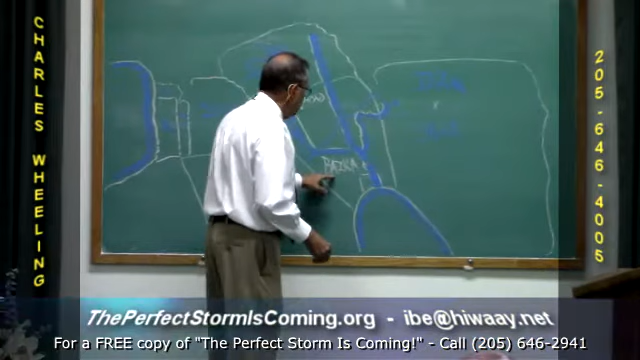 CHARLES WHEELING
205-646-4005
BAZRA
ThePerfectStormIsComing.org - ibe@hiwaay.net
For a FREE copy of "The Perfect Storm Is Coming!" - Call (205) 646-2941